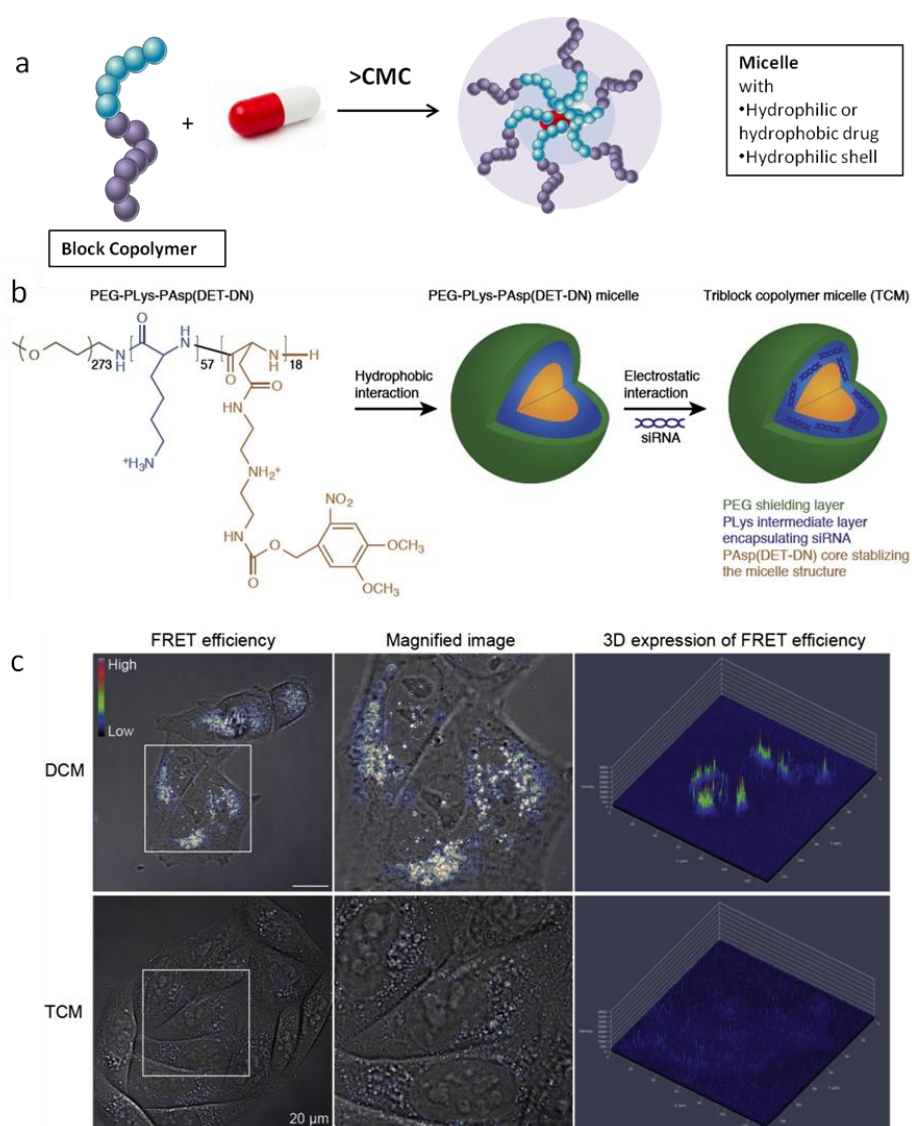 a
+
>CMC
Block Copolymer
Micelle
with
•Hydrophilic or
hydrophobic drug
•Hydrophilic shell
b
PEG-PLys-PAsp(DET-DN)
PEG-PLys-PAsp(DET-DN) micelle
Triblock copolymer micelle (TCM)
O
273
N
H
O
H
N
57
O
H
N
18
H
O
HN
+H3N
NH2+
HN
O
O
NO2
OCH3
OCH3
Hydrophobic
interaction
Electrostatic
interaction
siRNA
PEG shielding layer
PLys intermediate layer
encapsulating siRNA
PAsp(DET-DN) core stablizing
the micelle structure
c
FRET efficiency
Magnified image
3D expression of FRET efficiency
High
Low
DCM
TCM
20 µm